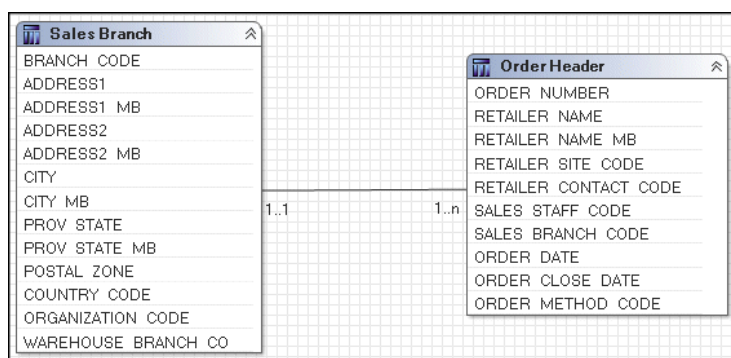 Sales Branch
BRANCH CODE
ADDRESS1
ADDRESS1 MB
ADDRESS2
ADDRESS2 MB
CITY
CITY MB
PROV STATE
PROV STATE MB
POSTAL ZONE
COUNTRY CODE
ORGANIZATION CODE
WAREHOUSE BRANCH CO
1..1
1..n
Order Header
ORDER NUMBER
RETAILER NAME
RETAILER NAME MB
RETAILER SITE CODE
RETAILER CONTACT CODE
SALES STAFF CODE
SALES BRANCH CODE
ORDER DATE
ORDER CLOSE DATE
ORDER METHOD CODE